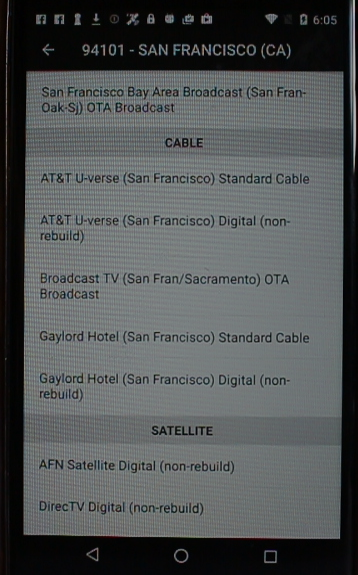 6:05
94101 - SAN FRANCISCO (CA)
San Francisco Bay Area Broadcast (San Fran-
Oak-Sj) OTA Broadcast
CABLE
AT&T U-verse (San Francisco) Standard Cable
AT&T U-verse (San Francisco) Digital (non-
rebuild)
Broadcast TV (San Fran/Sacramento) OTA
Broadcast
Gaylord Hotel (San Francisco) Standard Cable
Gaylord Hotel (San Francisco) Digital (non-
rebuild)
SATELLITE
AFN Satellite Digital (non-rebuild)
DirecTV Digital (non-rebuild)